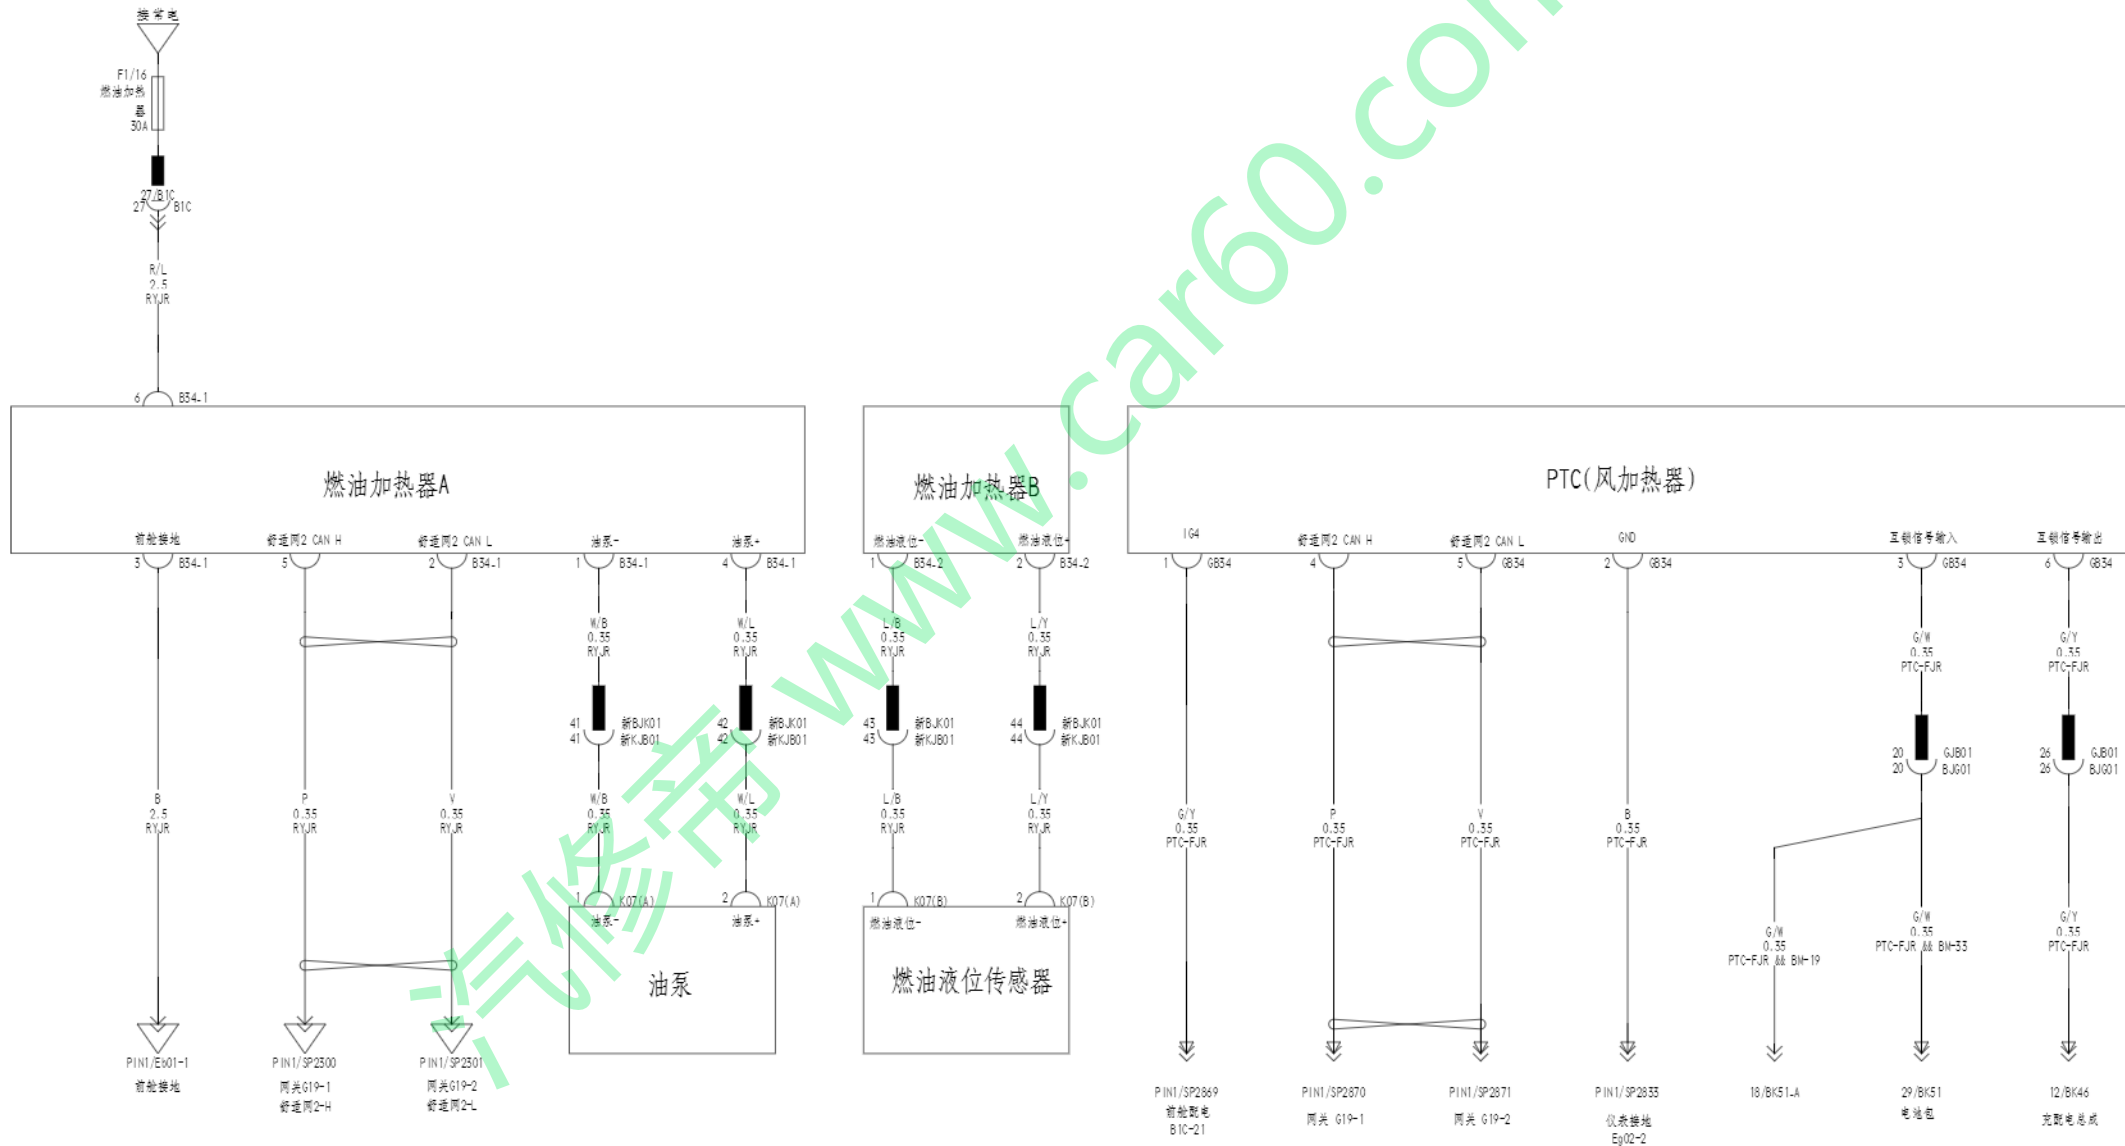 接常电
F1/16
燃油加热
器
30A
27/B1C
27 B1C
R/L
2.5
RYJR
6 B34-1
燃油加热器A
燃油加热器B
PTC(风加热器)
前舱接地
舒适网2 CAN H
舒适网2 CAN L
油泵-
油泵+
燃油液位-
燃油液位+
IG4
舒适网2 CAN H
舒适网2 CAN L
GND
互锁信号输入
互锁信号输出
3 B34-1
5
2 B34-1
1 B34-1
4 B34-1
1 B34-2
2 B34-2
1 GB34
4
5 GB34
2 GB34
3 GB34
6 GB34
W/B
0.35
RYJR
W/L
0.35
RYJR
L/B
0.35
RYJR
L/Y
0.35
RYJR
G/W
0.35
PTC-FJR
G/Y
0.35
PTC-FJR
41 新BJK01
41 新KJB01
42 新BJK01
42 新KJB01
43 新BJK01
43 新KJB01
44 新BJK01
44 新KJB01
20 GJB01
20 BJG01
26 GJB01
26 BJG01
B
2.5
RYJR
P
0.35
RYJR
V
0.35
RYJR
W/B
0.35
RYJR
W/L
0.35
RYJR
L/B
0.35
RYJR
L/Y
0.35
RYJR
G/Y
0.35
PTC-FJR
P
0.35
PTC-FJR
V
0.35
PTC-FJR
B
0.35
PTC-FJR
G/W
0.35
PTC-FJR && BM-19
G/W
0.35
PTC-FJR && BM-33
G/Y
0.35
PTC-FJR
1 K07(A)
2 K07(A)
1 K07(B)
2 K07(B)
油泵-
油泵+
燃油液位-
燃油液位+
油泵
燃油液位传感器
PIN1/Eb01-1
前舱接地
PIN1/SP2300
网关G19-1
舒适网2-H
PIN1/SP2301
网关G19-2
舒适网2-L
PIN1/SP2869
前舱配电
B1C-21
PIN1/SP2870
网关 G19-1
PIN1/SP2871
网关 G19-2
PIN1/SP2833
仪表接地
Eg02-2
18/BK51-A
29/BK51
电池包
12/BK46
充配电总成
汽修帝 www.car60.com